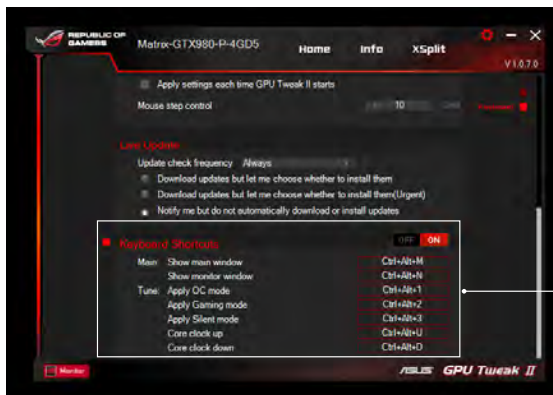 REPUBLIC OF
GAMERS
Matrix-GTX980-P-4GD5
Home
Info
XSplit
V1.0.7.0
Apply settings each time GPU Tweak II starts
Mouse step control
10
Live Update
Update check frequency Always
Download updates but let me choose whether to install them
Download updates but let me choose whether to install them(Urgent)
Notify me but do not automatically download or install updates
Keyboard Shortcuts
OFF ON
Main: Show main window Ctrl+Alt+M
Show monitor window Ctrl+Alt+N
Tune: Apply OC mode Ctrl+Alt+1
Apply Gaming mode Ctrl+Alt+2
Apply Silent mode Ctrl+Alt+3
Core clock up Ctrl+Alt+U
Core clock down Ctrl+Alt+D
Monitor
ASUS GPU Tweak II